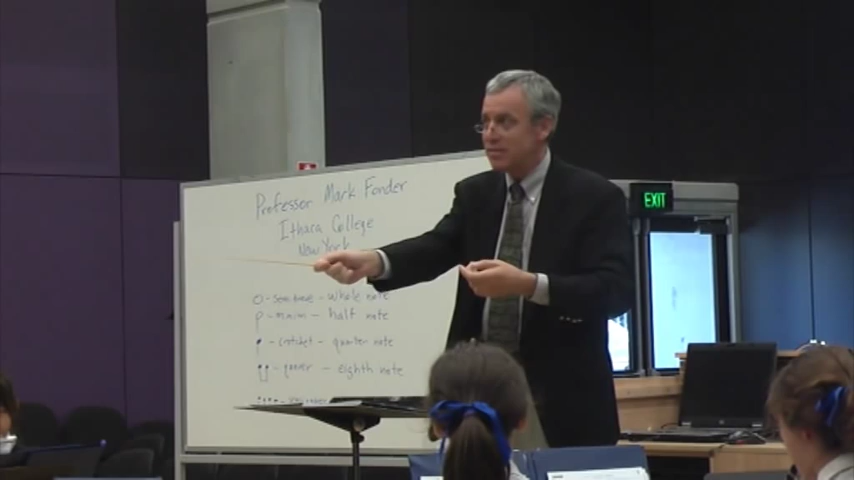 Professor Mark Fonder
Ithaca College
New York
EXIT
o - semibreve - whole note
- minim - half note
- crotchet - quarter note
- quaver - eighth note